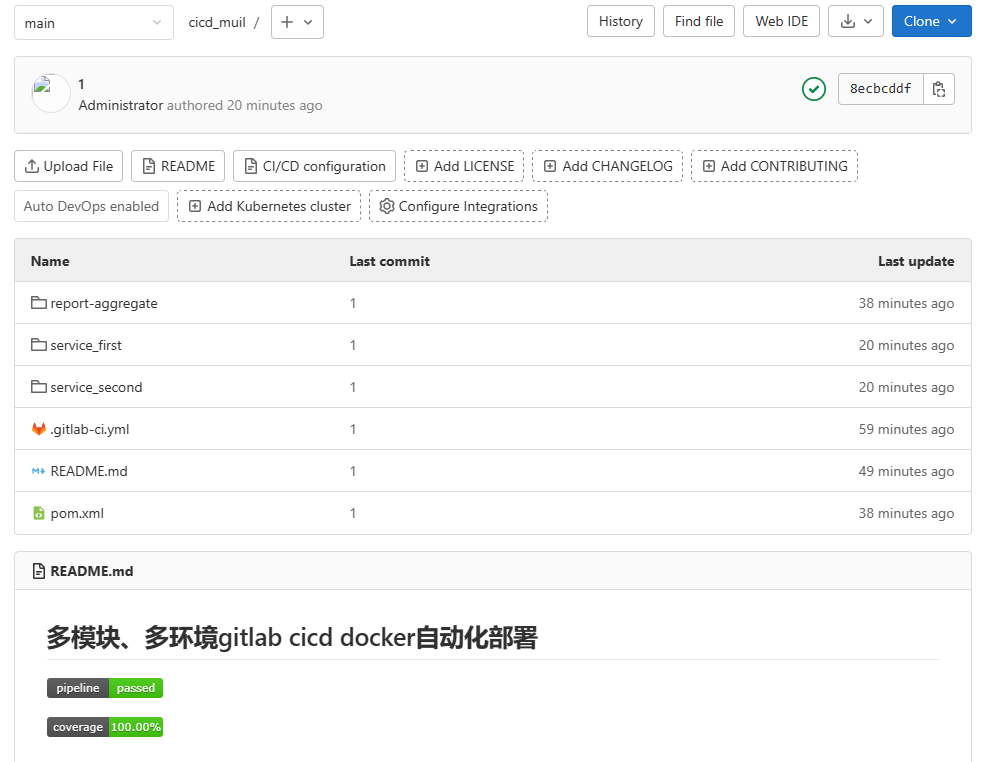 main
cicd_muil /
History
Find file
Web IDE
Clone
1
Administrator authored 20 minutes ago
8ecbcddf
Upload File
README
CI/CD configuration
Add LICENSE
Add CHANGELOG
Add CONTRIBUTING
Auto DevOps enabled
Add Kubernetes cluster
Configure Integrations
Name Last commit Last update
report-aggregate 1 38 minutes ago
service_first 1 20 minutes ago
service_second 1 20 minutes ago
.gitlab-ci.yml 1 59 minutes ago
M↓ README.md 1 49 minutes ago
pom.xml 1 38 minutes ago
README.md
多模块、多环境gitlab cicd docker自动化部署
pipeline passed
coverage 100.00%